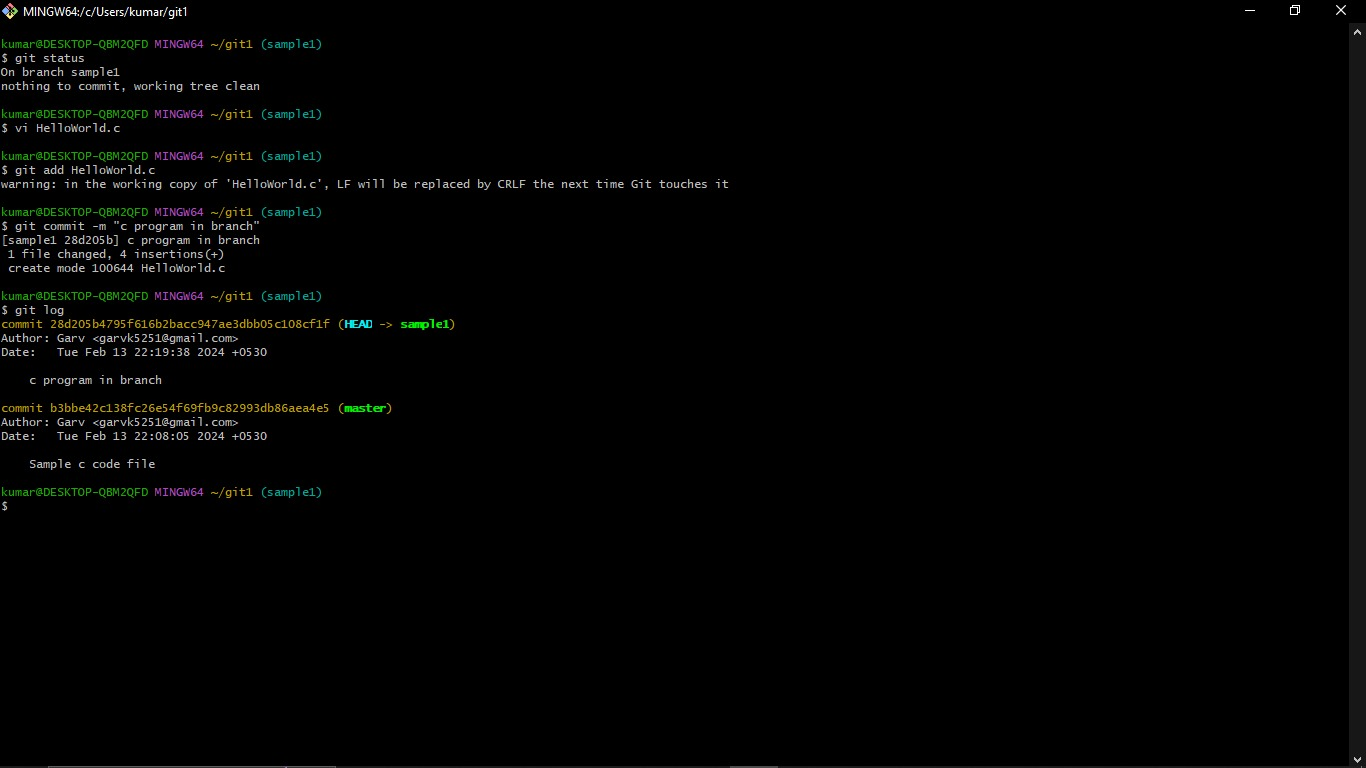 MINGW64:/c/Users/kumar/git1
kumar@DESKTOP-QBM2QFD MINGW64 ~/git1 (sample1)
$ git status
On branch sample1
nothing to commit, working tree clean
kumar@DESKTOP-QBM2QFD MINGW64 ~/git1 (sample1)
$ vi HelloWorld.c
kumar@DESKTOP-QBM2QFD MINGW64 ~/git1 (sample1)
$ git add HelloWorld.c
warning: in the working copy of 'HelloWorld.c', LF will be replaced by CRLF the next time Git touches it
kumar@DESKTOP-QBM2QFD MINGW64 ~/git1 (sample1)
$ git commit -m "c program in branch"
[sample1 28d205b] c program in branch
 1 file changed, 4 insertions(+)
 create mode 100644 HelloWorld.c
kumar@DESKTOP-QBM2QFD MINGW64 ~/git1 (sample1)
$ git log
commit 28d205b4795f616b2bacc947ae3dbb05c108cf1f (HEAD -> sample1)
Author: Garv <garvk5251@gmail.com>
Date:   Tue Feb 13 22:19:38 2024 +0530
    c program in branch
commit b3bbe42c138fc26e54f69fb9c82993db86aea4e5 (master)
Author: Garv <garvk5251@gmail.com>
Date:   Tue Feb 13 22:08:05 2024 +0530
    Sample c code file
kumar@DESKTOP-QBM2QFD MINGW64 ~/git1 (sample1)
$